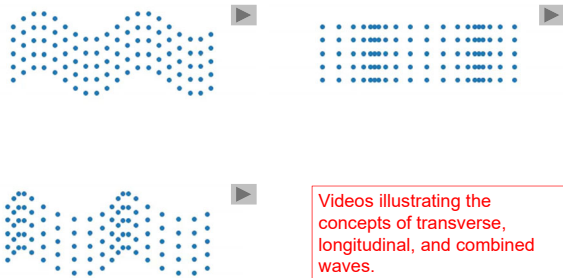 Videos illustrating the
concepts of transverse,
longitudinal, and combined
waves.